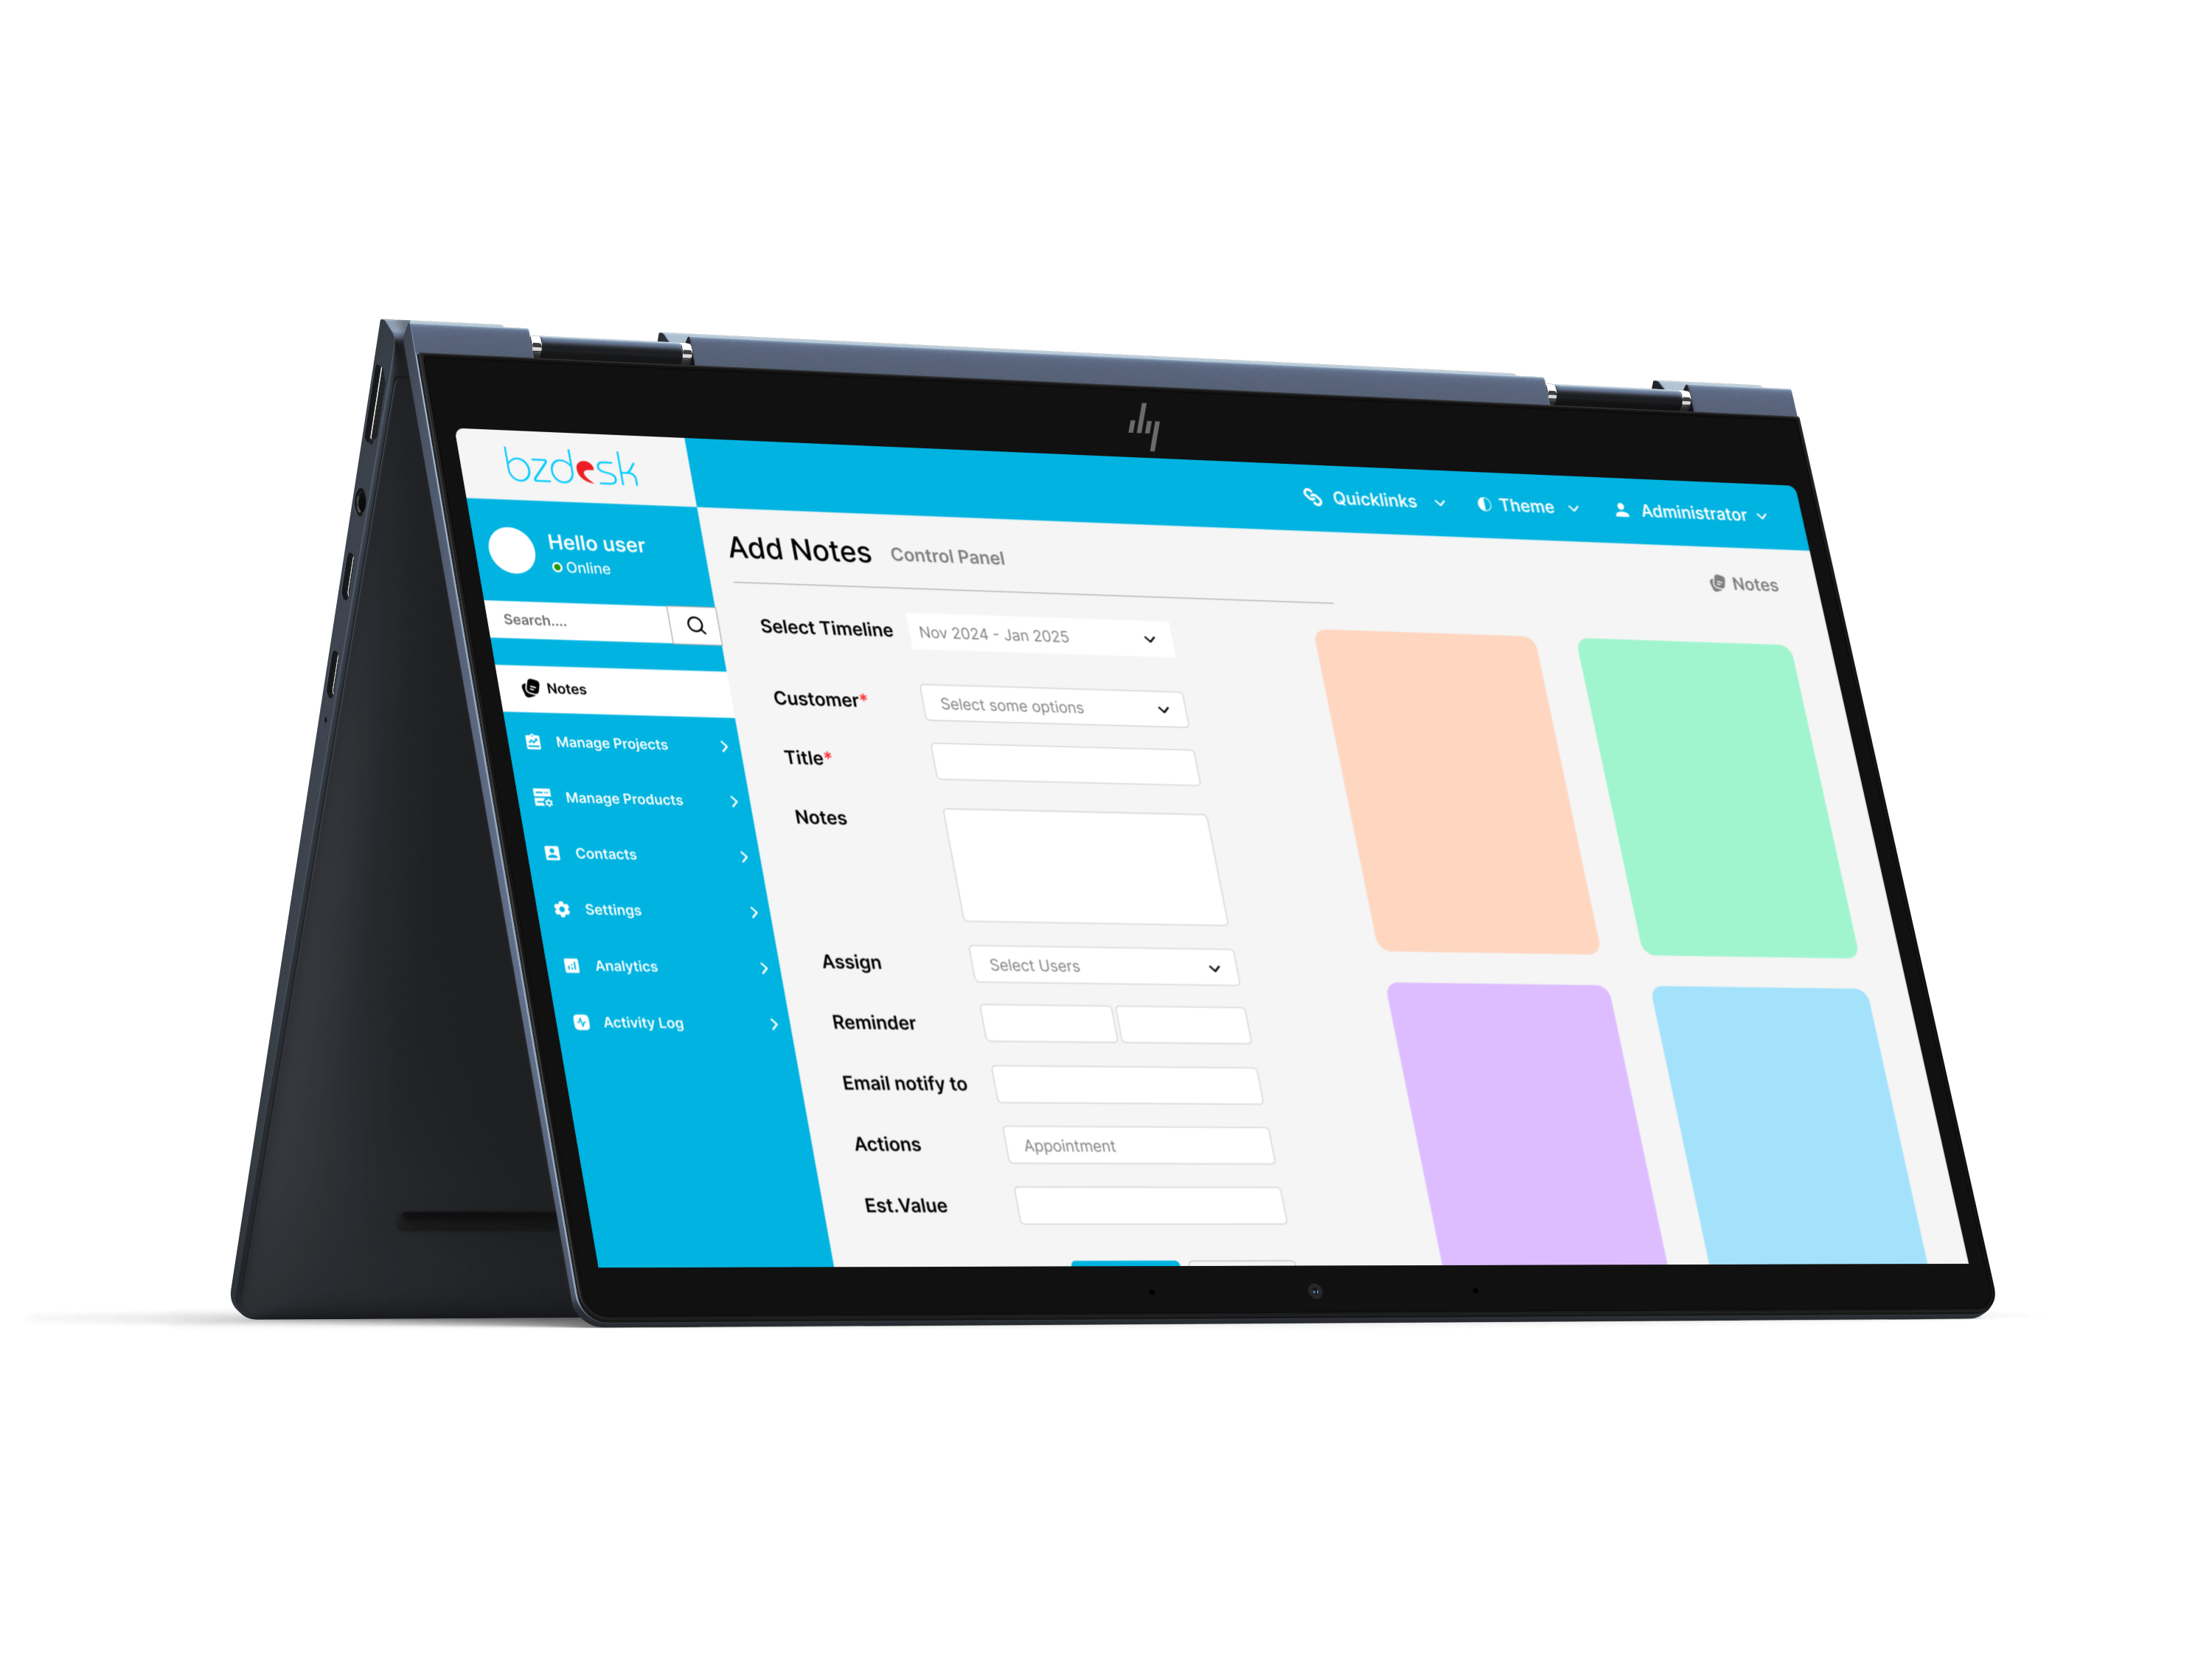 hp
bzdesk
Quicklinks
Theme
Administrator
Hello user
Online
Search....
Notes
Manage Projects
Manage Products
Contacts
Settings
Analytics
Activity Log
Add Notes Control Panel
Notes
Select Timeline Nov 2024 - Jan 2025
Customer* Select some options
Title*
Notes
Assign Select Users
Reminder
Email notify to
Actions Appointment
Est.Value